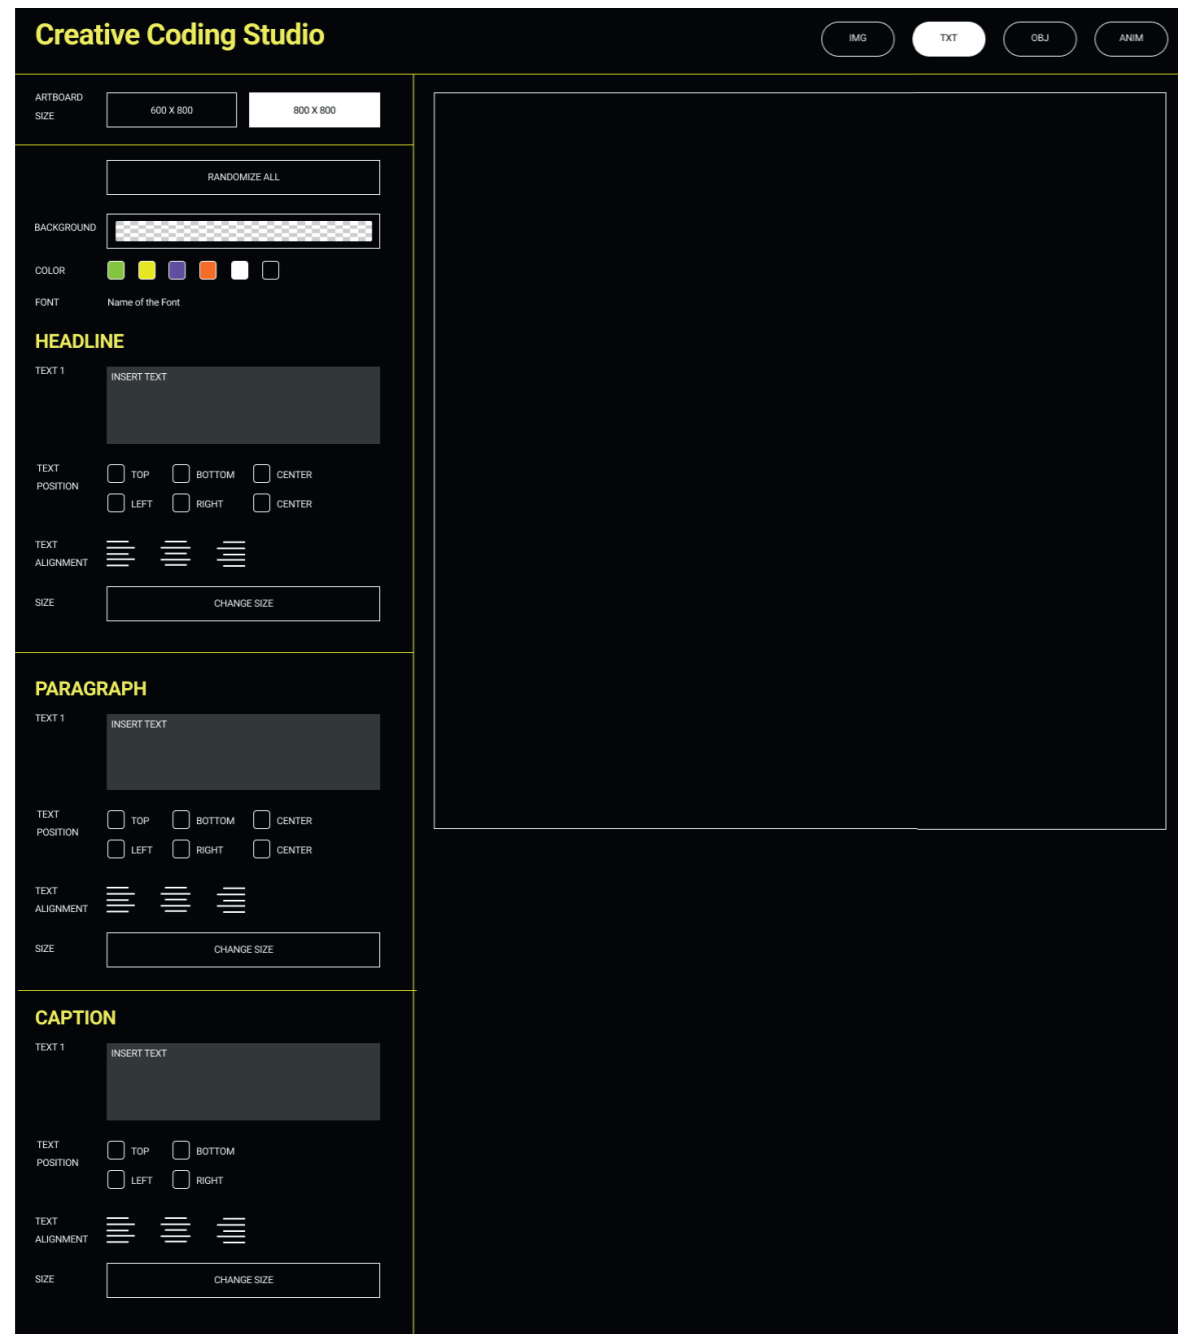 Creative Coding Studio
IMG
TXT
OBJ
ANIM
ARTBOARD
SIZE
600 X 800
800 X 800
RANDOMIZE ALL
BACKGROUND
COLOR
FONT
Name of the Font
HEADLINE
TEXT 1
INSERT TEXT
TEXT
POSITION
TOP
BOTTOM
CENTER
LEFT
RIGHT
CENTER
TEXT
ALIGNMENT
SIZE
CHANGE SIZE
PARAGRAPH
TEXT 1
INSERT TEXT
TEXT
POSITION
TOP
BOTTOM
CENTER
LEFT
RIGHT
CENTER
TEXT
ALIGNMENT
SIZE
CHANGE SIZE
CAPTION
TEXT 1
INSERT TEXT
TEXT
POSITION
TOP
BOTTOM
LEFT
RIGHT
TEXT
ALIGNMENT
SIZE
CHANGE SIZE